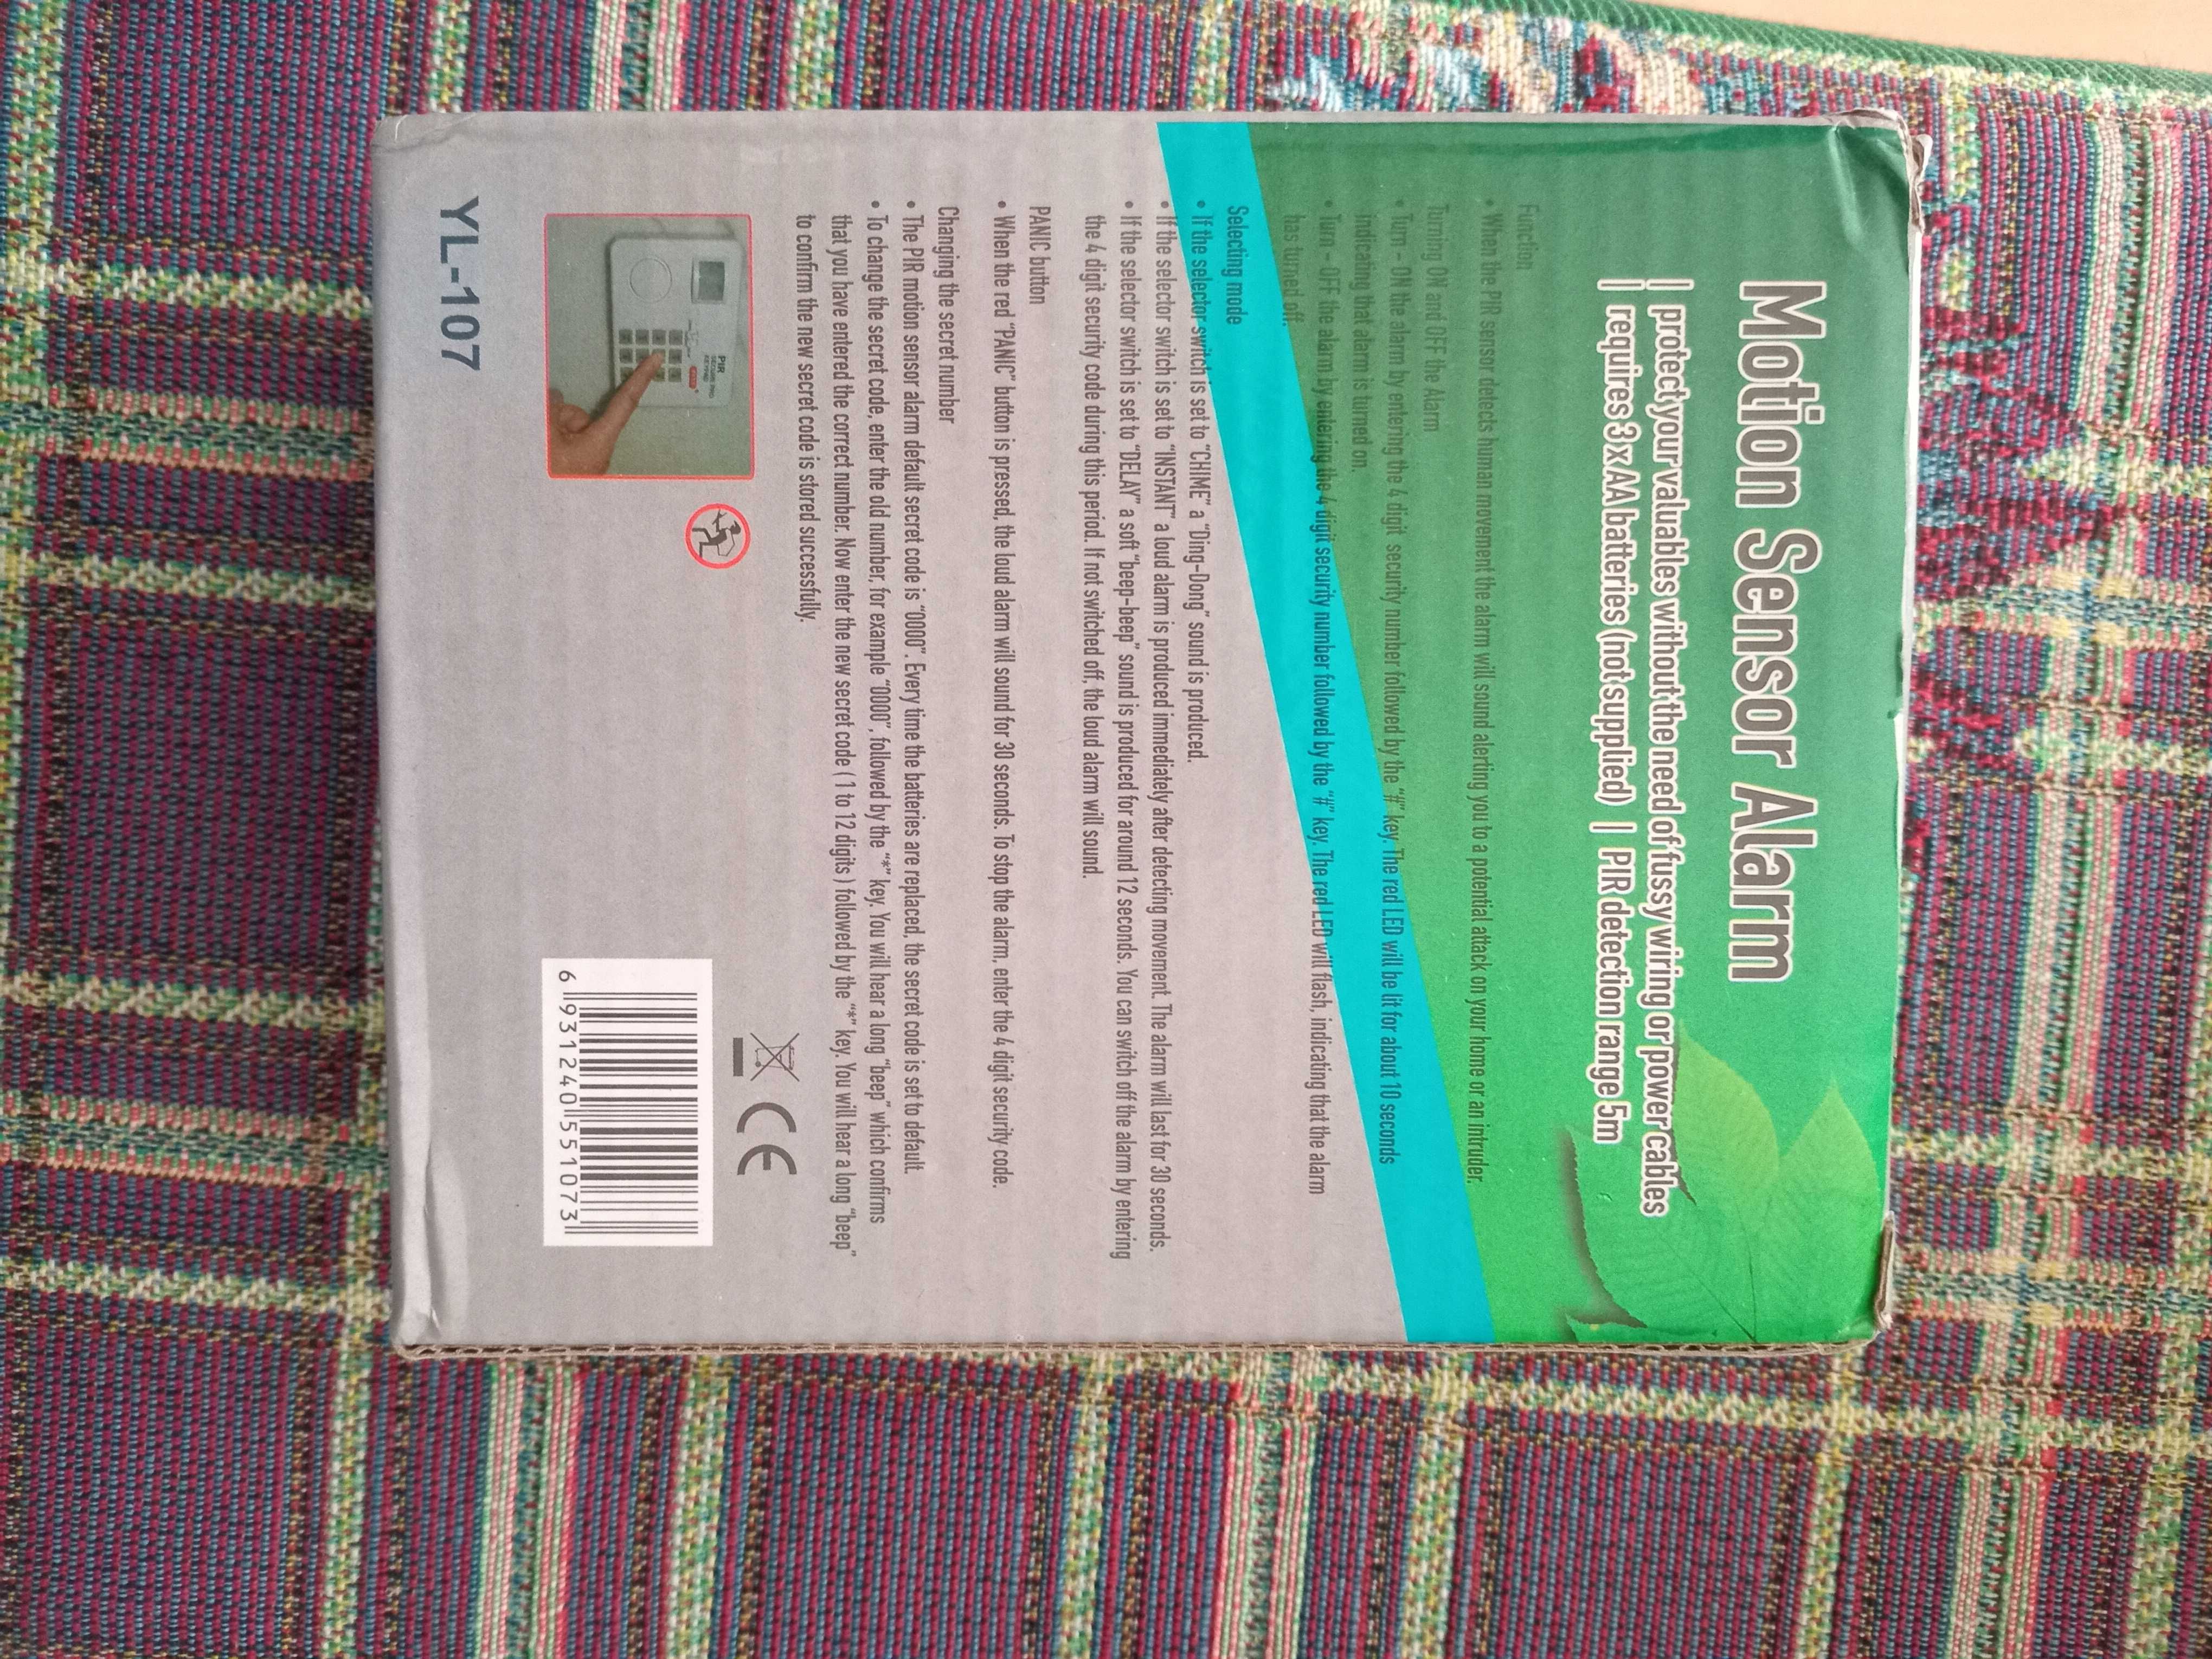 Motion Sensor Alarm
| protect your valuables without the need of fussy wiring or power cables
| requires 3xAA batteries (not supplied) | PIR detection range 5m
Function
• When the PIR sensor detects human movement the alarm will sound alerting you to a potential attack on your home or an intruder.
Turning ON and OFF the Alarm
• Turn - ON the alarm by entering the 4 digit security number followed by the "#" key. The red LED will be lit for about 10 seconds
indicating that alarm is turned on.
• Turn - OFF the alarm by entering the 4 digit security number followed by the "#" key. The red LED will flash, indicating that the alarm
has turned off.
Selecting mode
• If the selector switch is set to "CHIME" a "Ding-Dong" sound is produced.
• If the selector switch is set to "INSTANT" a loud alarm is produced immediately after detecting movement. The alarm will last for 30 seconds.
• If the selector switch is set to "DELAY" a soft "beep-beep" sound is produced for around 12 seconds. You can switch off the alarm by entering
the 4 digit security code during this period. If not switched off, the loud alarm will sound.
PANIC button
• When the red "PANIC" button is pressed, the loud alarm will sound for 30 seconds. To stop the alarm, enter the 4 digit security code.
Changing the secret number
• The PIR motion sensor alarm default secret code is "0000". Every time the batteries are replaced, the secret code is set to default.
• To change the secret code, enter the old number, for example "0000", followed by the "*" key. You will hear a long "beep" which confirms
that you have entered the correct number. Now enter the new secret code ( 1 to 12 digits ) followed by the "*" key. You will hear a long "beep"
to confirm the new secret code is stored successfully.
PIR
CE
6 931240 551073
YL-107